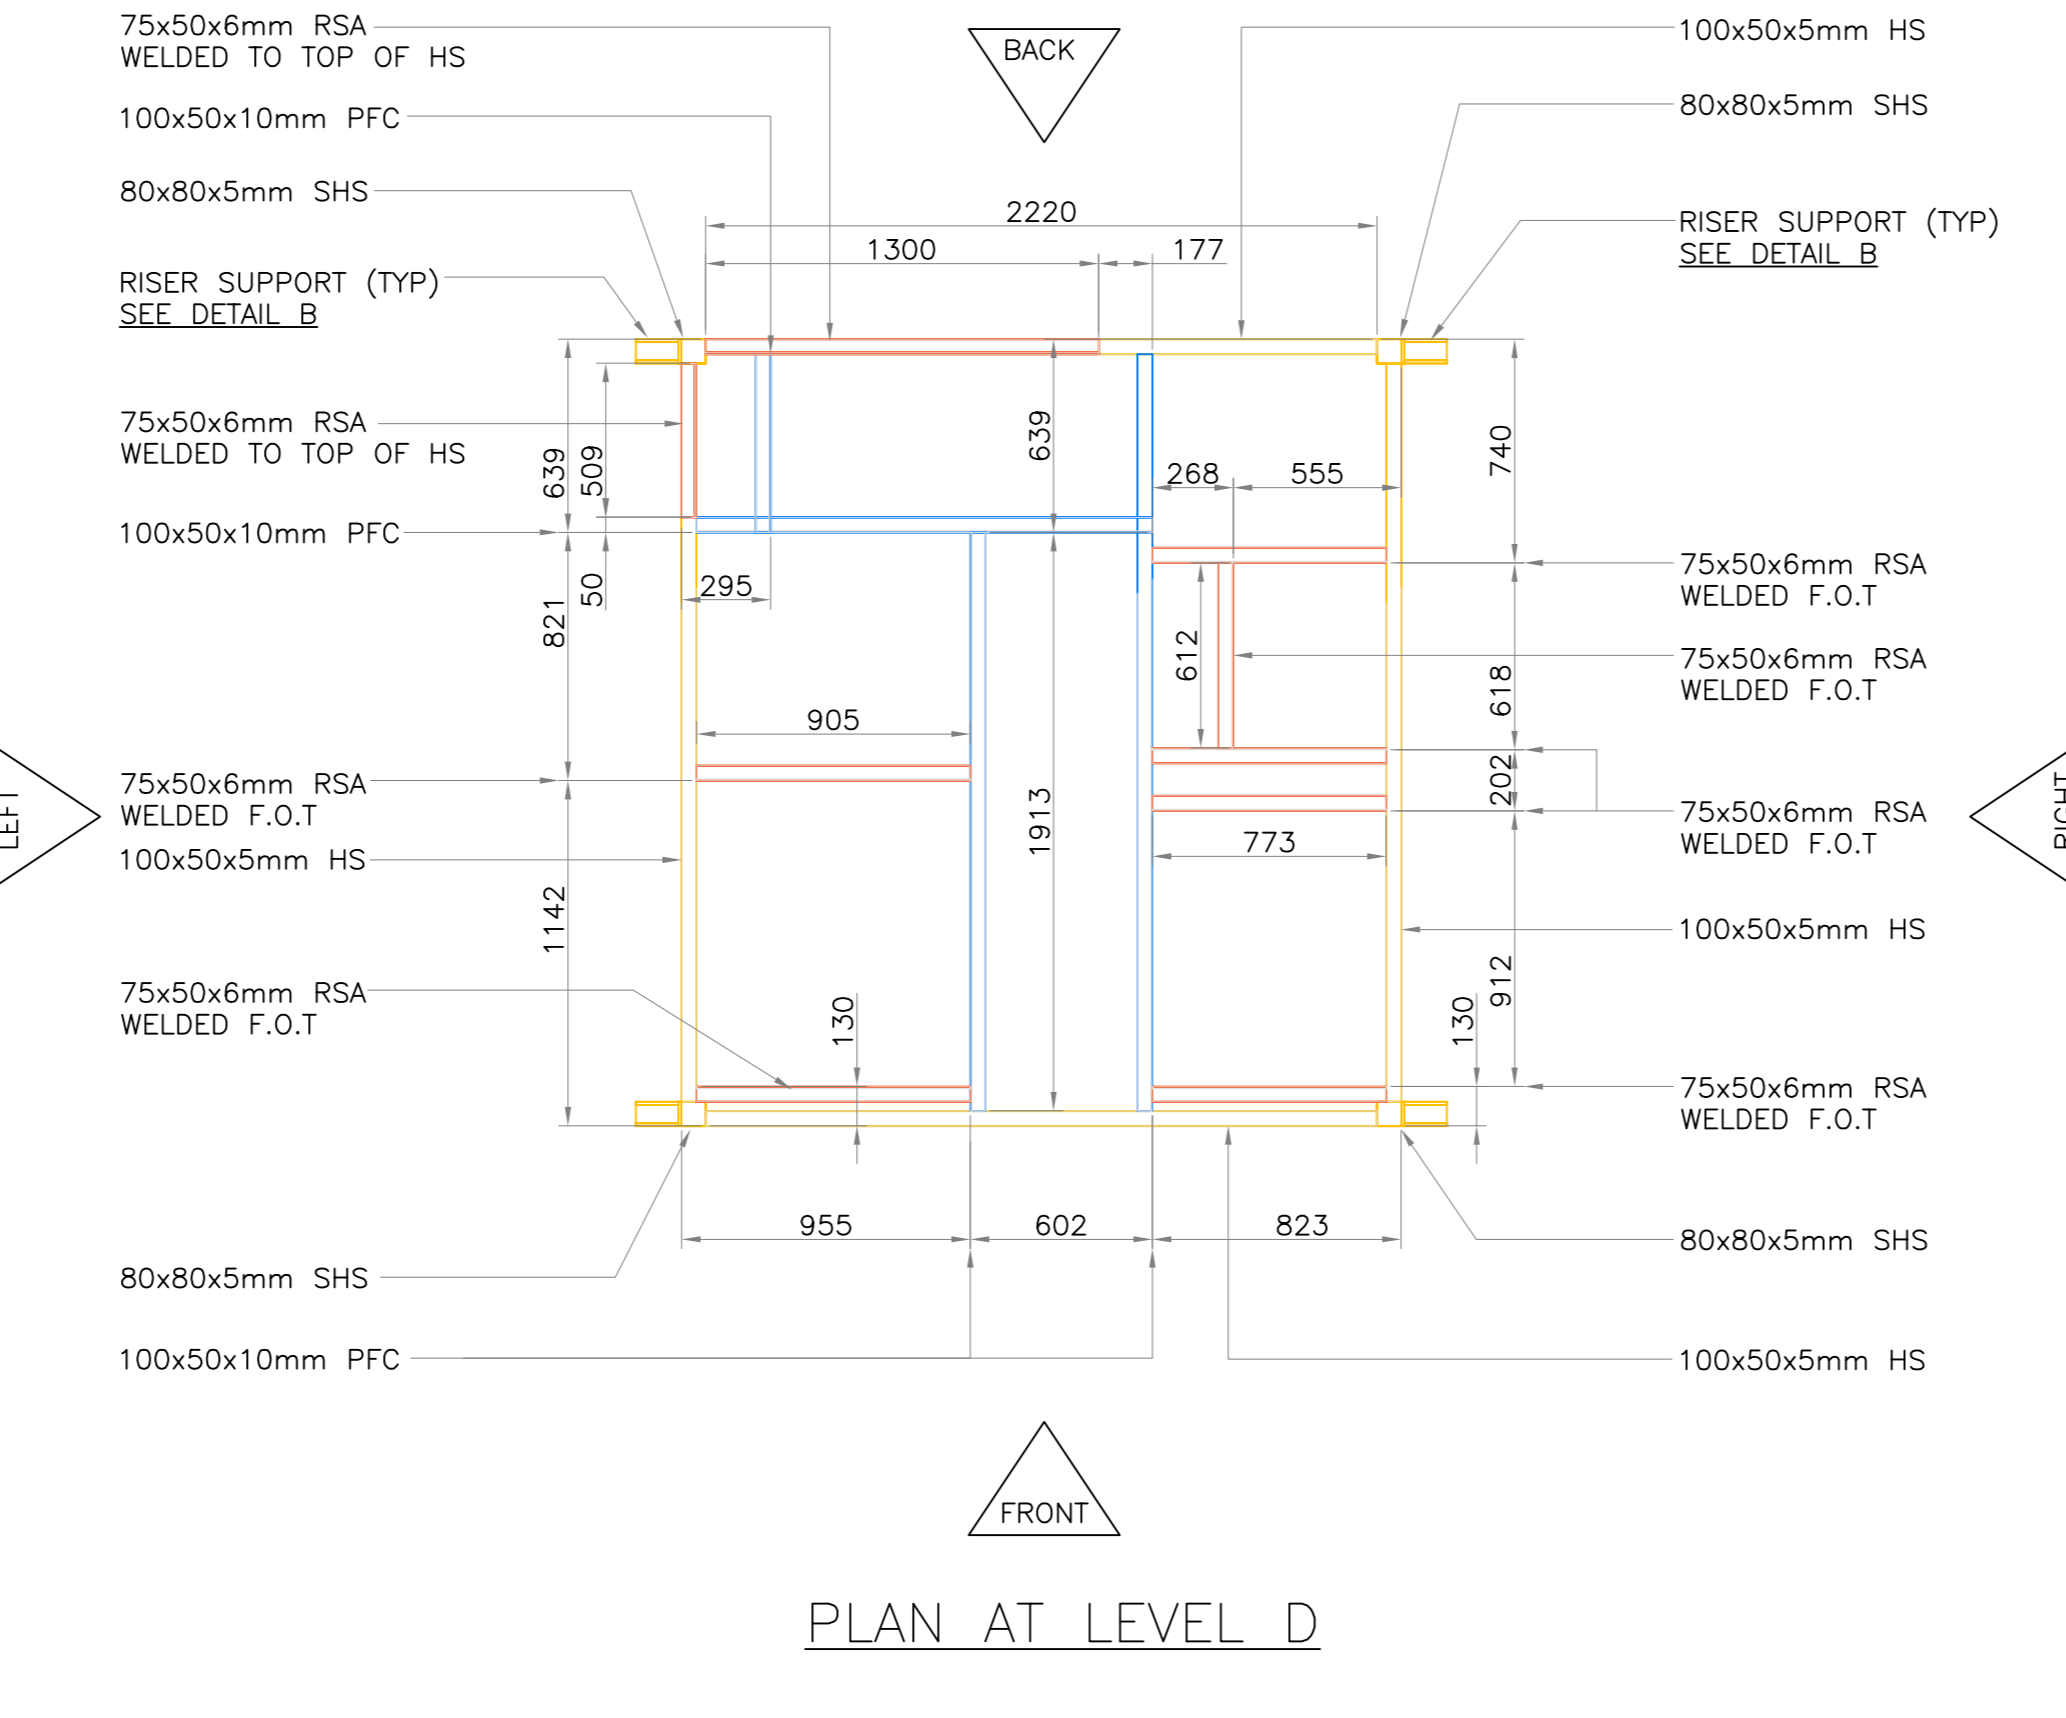 75x50x6mm RSA
WELDED TO TOP OF HS
100x50x10mm PFC
80x80x5mm SHS
RISER SUPPORT (TYP)
SEE DETAIL B
75x50x6mm RSA
WELDED TO TOP OF HS
100x50x10mm PFC
75x50x6mm RSA
WELDED F.O.T
100x50x5mm HS
75x50x6mm RSA
WELDED F.O.T
80x80x5mm SHS
100x50x10mm PFC
LEFT
BACK
2220
1300
177
639
509
639
740
268
555
50
295
821
612
618
905
202
1913
773
1142
912
130
130
955
602
823
FRONT
100x50x5mm HS
80x80x5mm SHS
RISER SUPPORT (TYP)
SEE DETAIL B
75x50x6mm RSA
WELDED F.O.T
75x50x6mm RSA
WELDED F.O.T
75x50x6mm RSA
WELDED F.O.T
100x50x5mm HS
75x50x6mm RSA
WELDED F.O.T
80x80x5mm SHS
100x50x5mm HS
RIGHT
PLAN AT LEVEL D